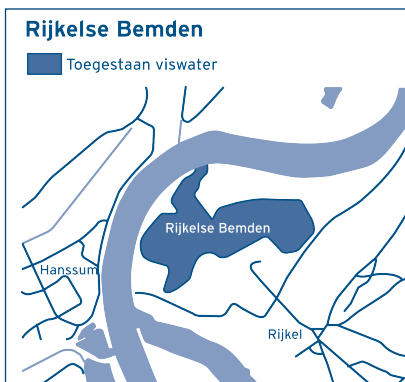 Rijkelse Bemden
Toegestaan viswater
Rijkelse Bemden
Hanssum
Rijkel